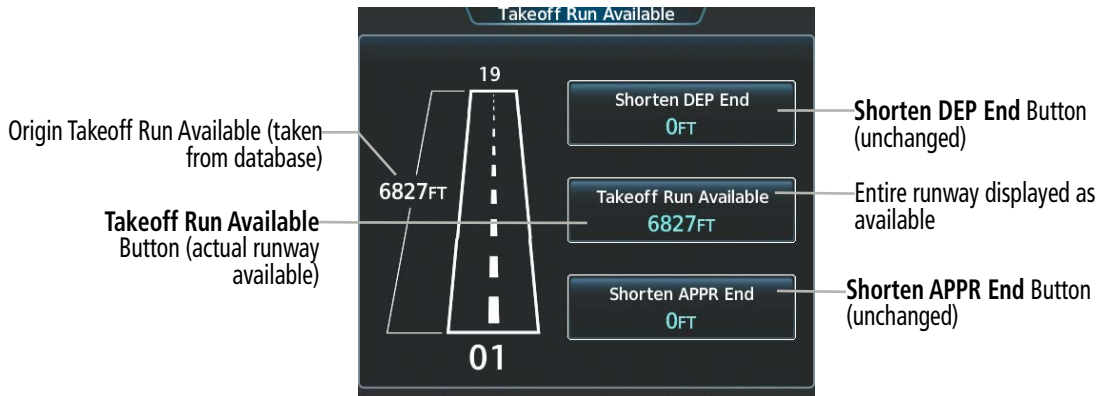 Takeoff Run Available
19
Shorten DEP End
0FT
Shorten DEP End Button
(unchanged)
Origin Takeoff Run Available (taken
from database)
6827FT
Takeoff Run Available
6827FT
Entire runway displayed as
available
Takeoff Run Available
Button (actual runway
available)
Shorten APPR End
0FT
Shorten APPR End Button
(unchanged)
01